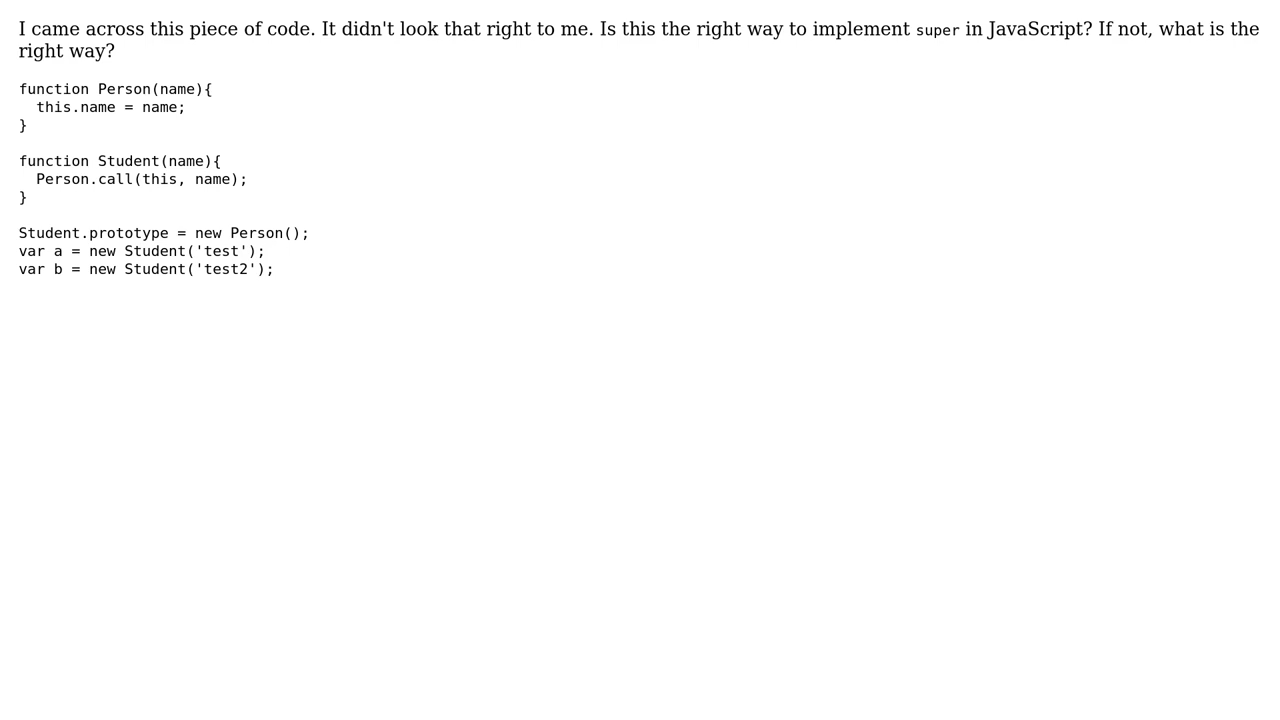 I came across this piece of code. It didn't look that right to me. Is this the right way to implement super in JavaScript? If not, what is the
right way?
function Person(name){
  this.name = name;
}
function Student(name){
  Person.call(this, name);
}
Student.prototype = new Person();
var a = new Student('test');
var b = new Student('test2');